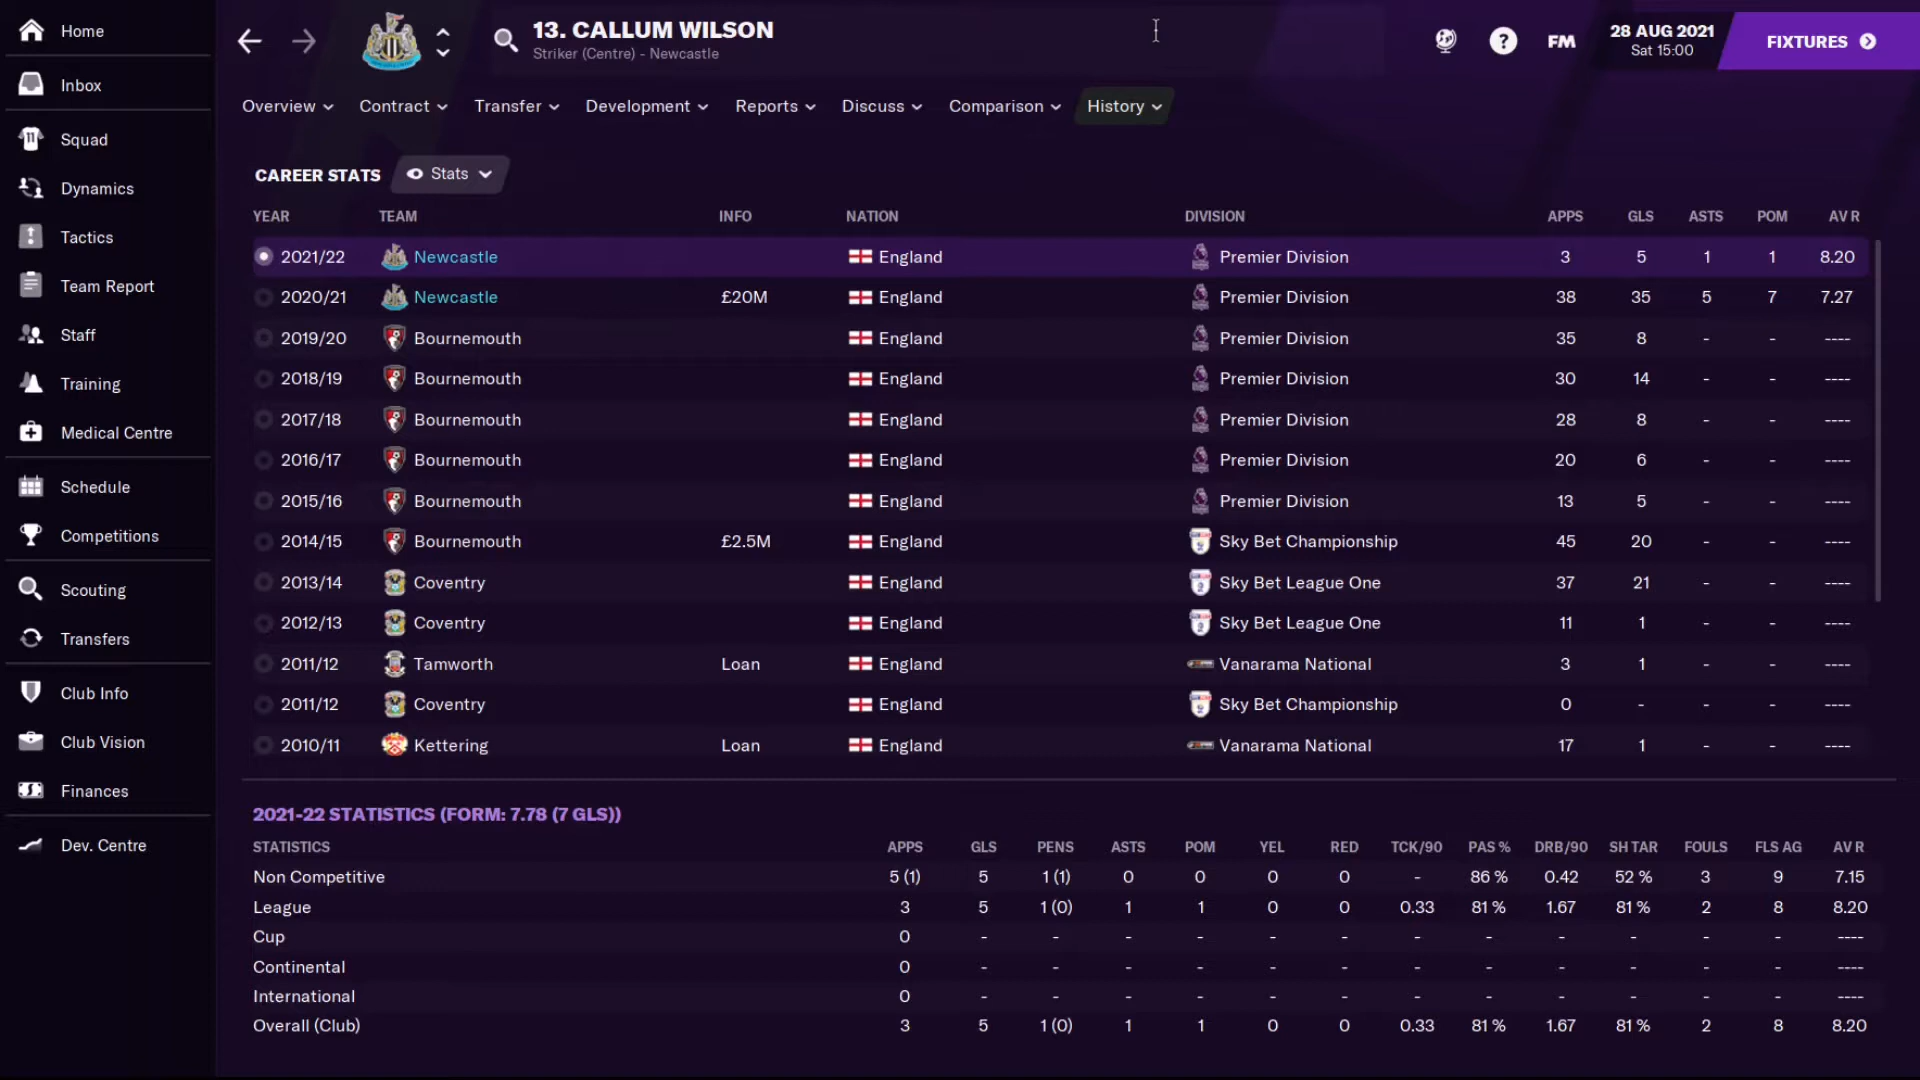 Home
Inbox
Squad
Dynamics
Tactics
Team Report
Staff
Training
Medical Centre
Schedule
Competitions
Scouting
Transfers
Club Info
Club Vision
Finances
Dev. Centre
13. CALLUM WILSON
Striker (Centre) - Newcastle
? FM 28 AUG 2021 FIXTURES
Sat 15:00
Overview Contract Transfer Development Reports Discuss Comparison History
CAREER STATS Stats
YEAR TEAM INFO NATION DIVISION APPS GLS ASTS POM AV R
2021/22 Newcastle England Premier Division 3 5 1 1 8.20
2020/21 Newcastle £20M England Premier Division 38 35 5 7 7.27
2019/20 Bournemouth England Premier Division 35 8 - - ----
2018/19 Bournemouth England Premier Division 30 14 - - ----
2017/18 Bournemouth England Premier Division 28 8 - - ----
2016/17 Bournemouth England Premier Division 20 6 - - ----
2015/16 Bournemouth England Premier Division 13 5 - - ----
2014/15 Bournemouth £2.5M England Sky Bet Championship 45 20 - - ----
2013/14 Coventry England Sky Bet League One 37 21 - - ----
2012/13 Coventry England Sky Bet League One 11 1 - - ----
2011/12 Tamworth Loan England Vanarama National 3 1 - - ----
2011/12 Coventry England Sky Bet Championship 0 - - - ----
2010/11 Kettering Loan England Vanarama National 17 1 - - ----
2021-22 STATISTICS (FORM: 7.78 (7 GLS))
STATISTICS APPS GLS PENS ASTS POM YEL RED TCK/90 PAS % DRB/90 SH TAR FOULS FLS AG AV R
Non Competitive 5 (1) 5 1 (1) 0 0 0 0 - 86 % 0.42 52 % 3 9 7.15
League 3 5 1 (0) 1 1 0 0 0.33 81 % 1.67 81 % 2 8 8.20
Cup 0 - - - - - - - - - - - - ----
Continental 0 - - - - - - - - - - - - ----
International 0 - - - - - - - - - - - - ----
Overall (Club) 3 5 1 (0) 1 1 0 0 0.33 81 % 1.67 81 % 2 8 8.20